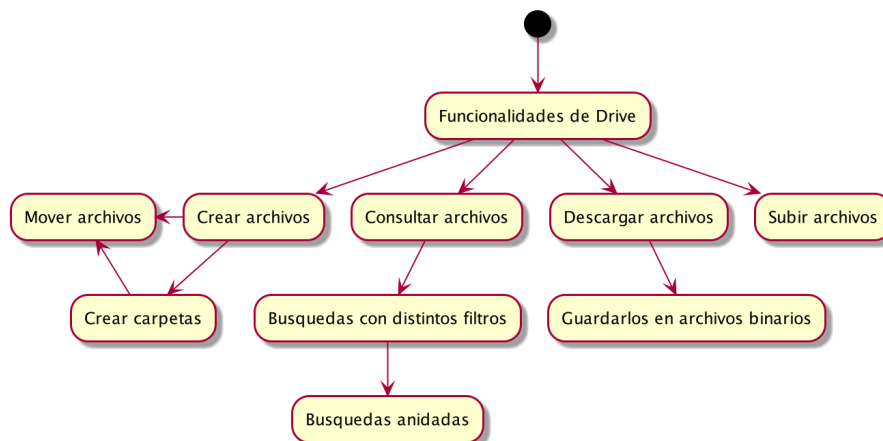 Funcionalidades de Drive
Mover archivos
Crear archivos
Consultar archivos
Descargar archivos
Subir archivos
Crear carpetas
Busquedas con distintos filtros
Guardarlos en archivos binarios
Busquedas anidadas